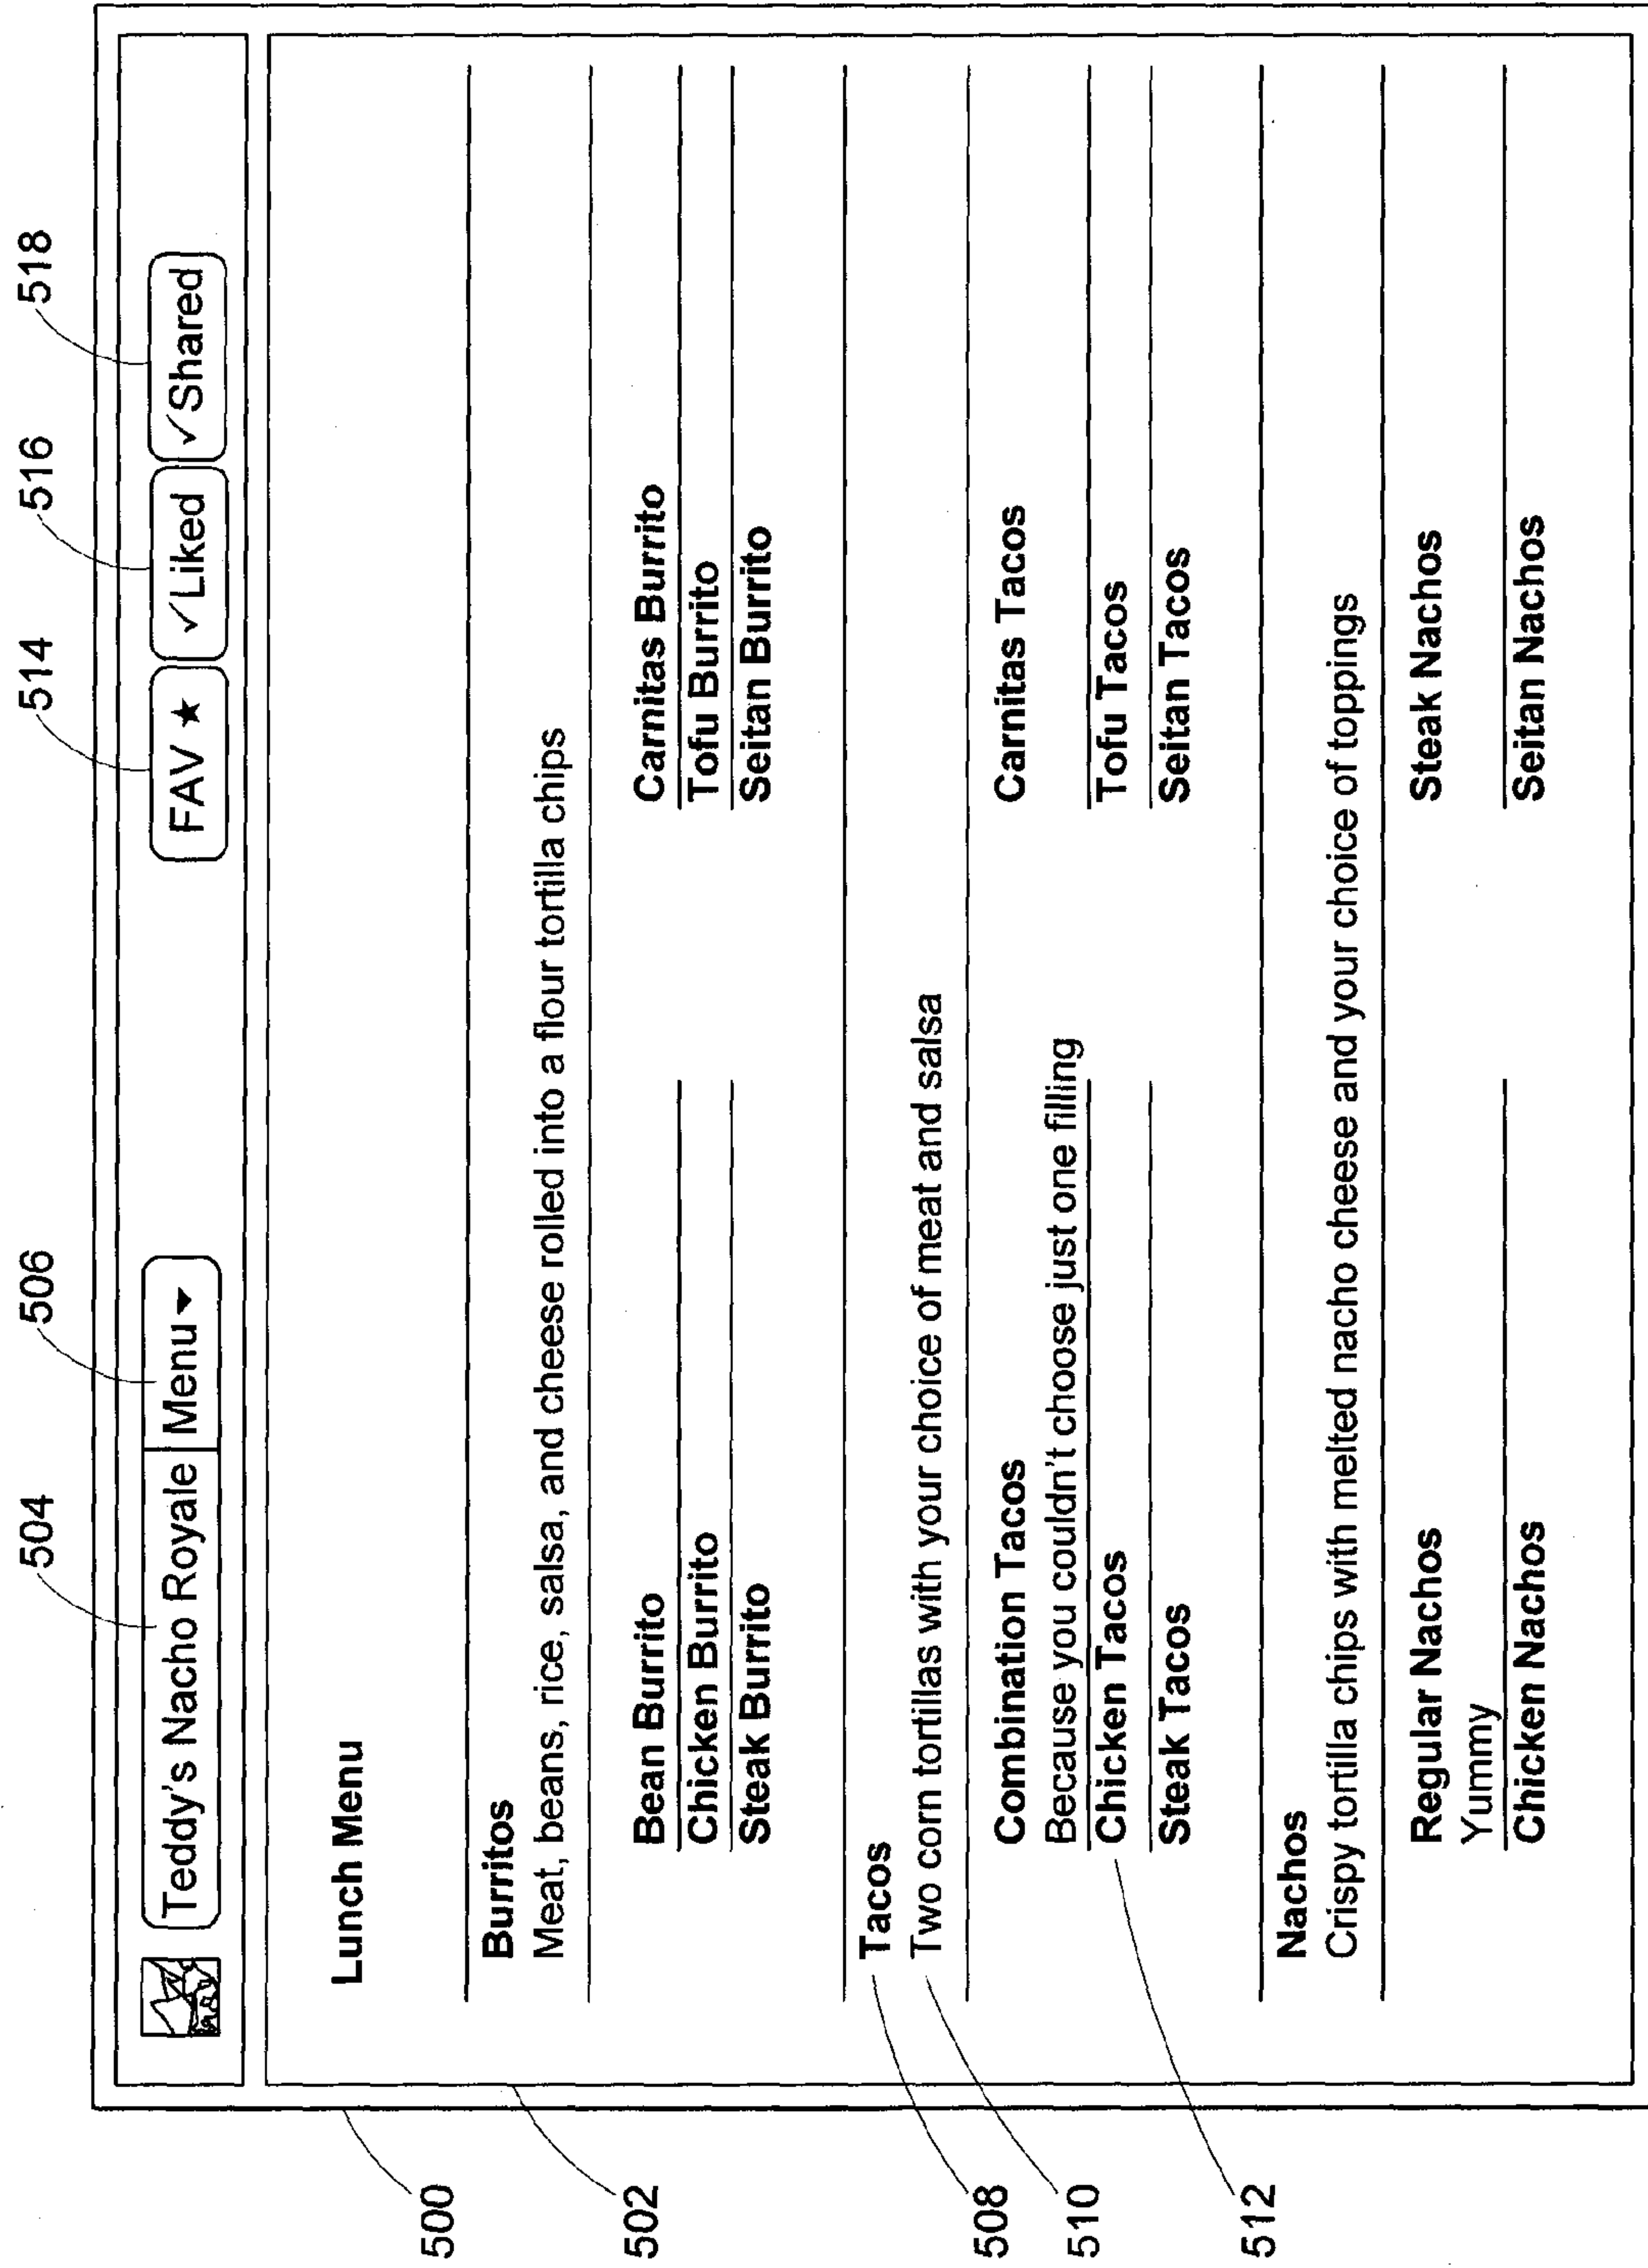 504 506 514 516 518
Teddy's Nacho Royale Menu ▾ FAV ★ ✓Liked ✓Shared
500
Lunch Menu
502
Burritos
Meat, beans, rice, salsa, and cheese rolled into a flour tortilla chips
Bean Burrito Carnitas Burrito
Chicken Burrito Tofu Burrito
Steak Burrito Seitan Burrito
508
Tacos
510
Two corn tortillas with your choice of meat and salsa
Combination Tacos Carnitas Tacos
Because you couldn't choose just one filling
512
Chicken Tacos Tofu Tacos
Steak Tacos Seitan Tacos
Nachos
Crispy tortilla chips with melted nacho cheese and your choice of toppings
Regular Nachos Steak Nachos
Yummy
Chicken Nachos Seitan Nachos